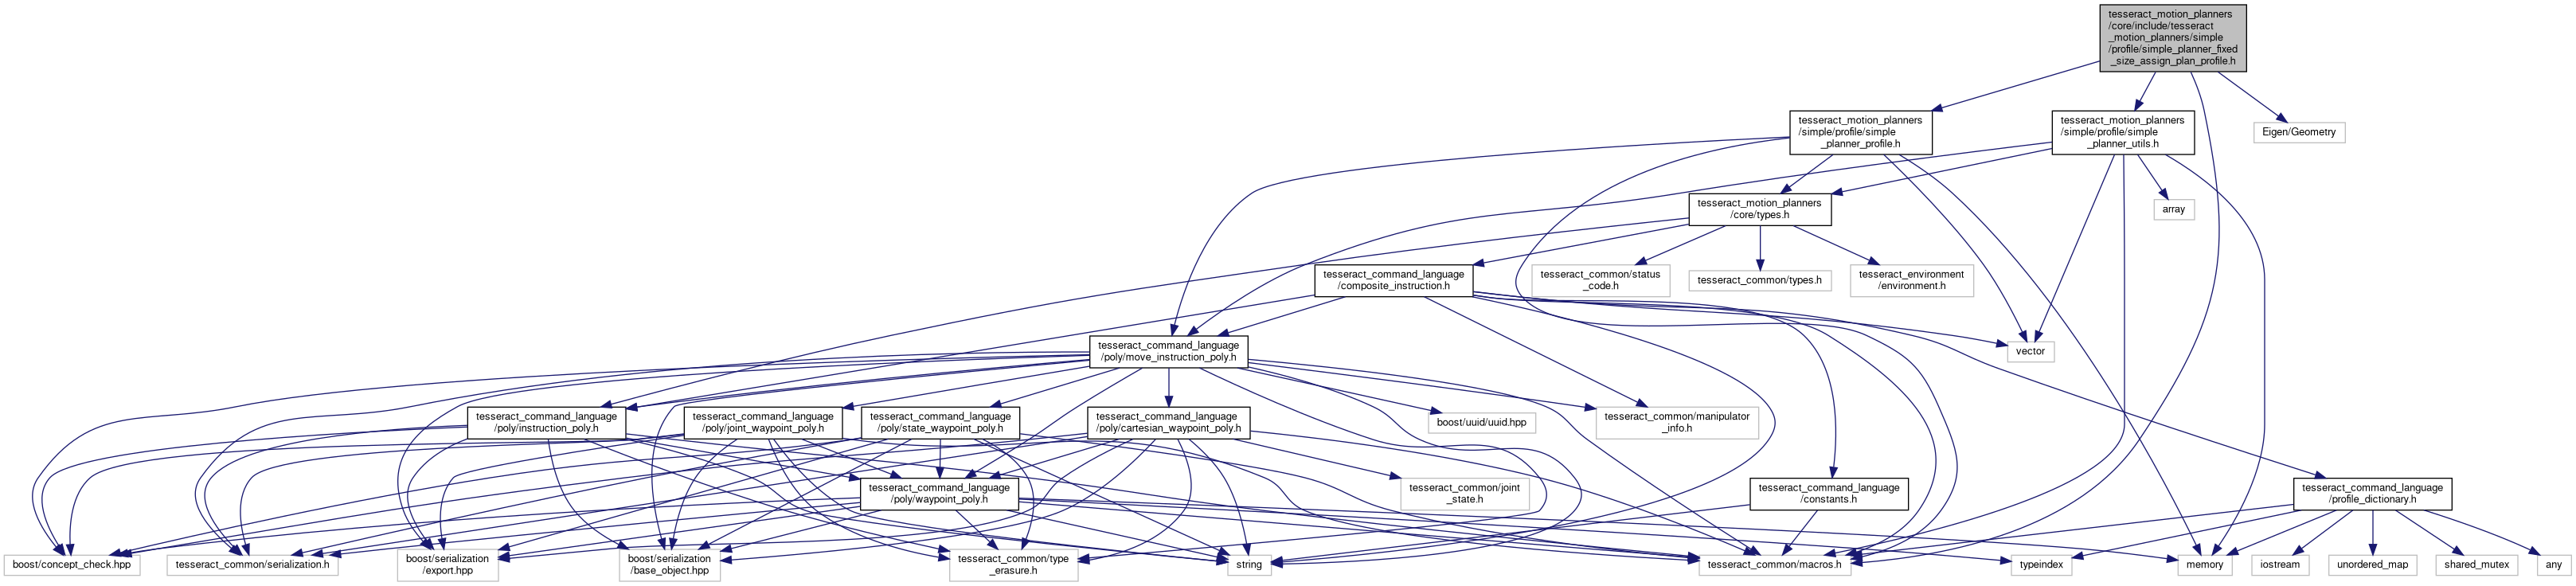 tesseract_motion_planners
/core/include/tesseract
_motion_planners/simple
/profile/simple_planner_fixed
_size_assign_plan_profile.h
tesseract_motion_planners
/simple/profile/simple
_planner_profile.h
tesseract_motion_planners
/simple/profile/simple
_planner_utils.h
Eigen/Geometry
tesseract_motion_planners
/core/types.h
array
tesseract_command_language
/composite_instruction.h
tesseract_common/status
_code.h
tesseract_common/types.h
tesseract_environment
/environment.h
tesseract_command_language
/poly/move_instruction_poly.h
vector
tesseract_command_language
/poly/instruction_poly.h
tesseract_command_language
/poly/joint_waypoint_poly.h
tesseract_command_language
/poly/state_waypoint_poly.h
tesseract_command_language
/poly/cartesian_waypoint_poly.h
boost/uuid/uuid.hpp
tesseract_common/manipulator
_info.h
tesseract_command_language
/poly/waypoint_poly.h
tesseract_common/joint
_state.h
tesseract_command_language
/constants.h
tesseract_command_language
/profile_dictionary.h
boost/concept_check.hpp
tesseract_common/serialization.h
boost/serialization
/export.hpp
boost/serialization
/base_object.hpp
tesseract_common/type
_erasure.h
string
tesseract_common/macros.h
typeindex
memory
iostream
unordered_map
shared_mutex
any